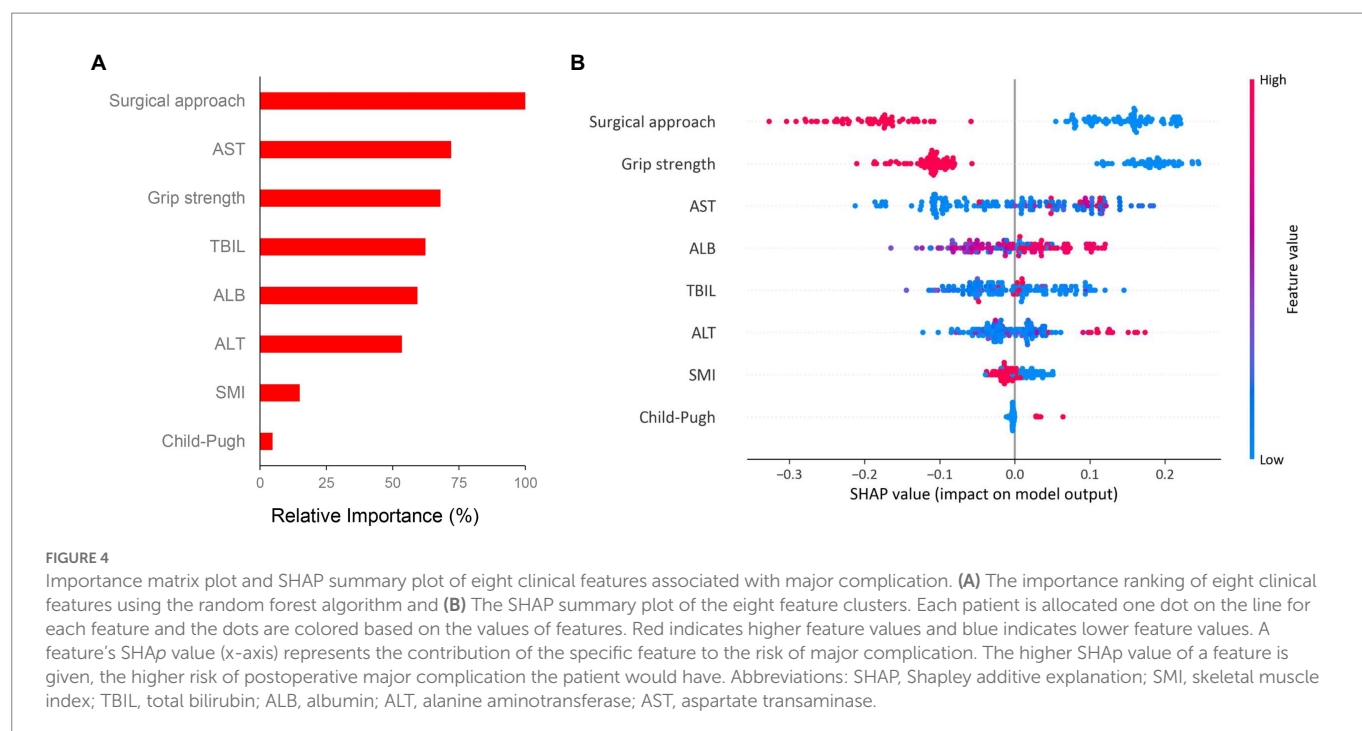 A
Surgical approach
AST
Grip strength
TBIL
ALB
ALT
SMI
Child-Pugh
0 25 50 75 100
Relative Importance (%)
B
High
Surgical approach
Grip strength
AST
ALB
TBIL
ALT
SMI
Child-Pugh
Feature value
Low
−0.3 −0.2 −0.1 0.0 0.1 0.2
SHAP value (impact on model output)
FIGURE 4
Importance matrix plot and SHAP summary plot of eight clinical features associated with major complication. (A) The importance ranking of eight clinical
features using the random forest algorithm and (B) The SHAP summary plot of the eight feature clusters. Each patient is allocated one dot on the line for
each feature and the dots are colored based on the values of features. Red indicates higher feature values and blue indicates lower feature values. A
feature's SHAp value (x-axis) represents the contribution of the specific feature to the risk of major complication. The higher SHAp value of a feature is
given, the higher risk of postoperative major complication the patient would have. Abbreviations: SHAP, Shapley additive explanation; SMI, skeletal muscle
index; TBIL, total bilirubin; ALB, albumin; ALT, alanine aminotransferase; AST, aspartate transaminase.